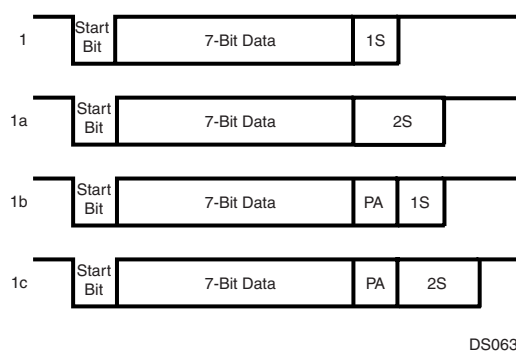 1 Start Bit 7-Bit Data 1S
1a Start Bit 7-Bit Data 2S
1b Start Bit 7-Bit Data PA 1S
1c Start Bit 7-Bit Data PA 2S
DS063